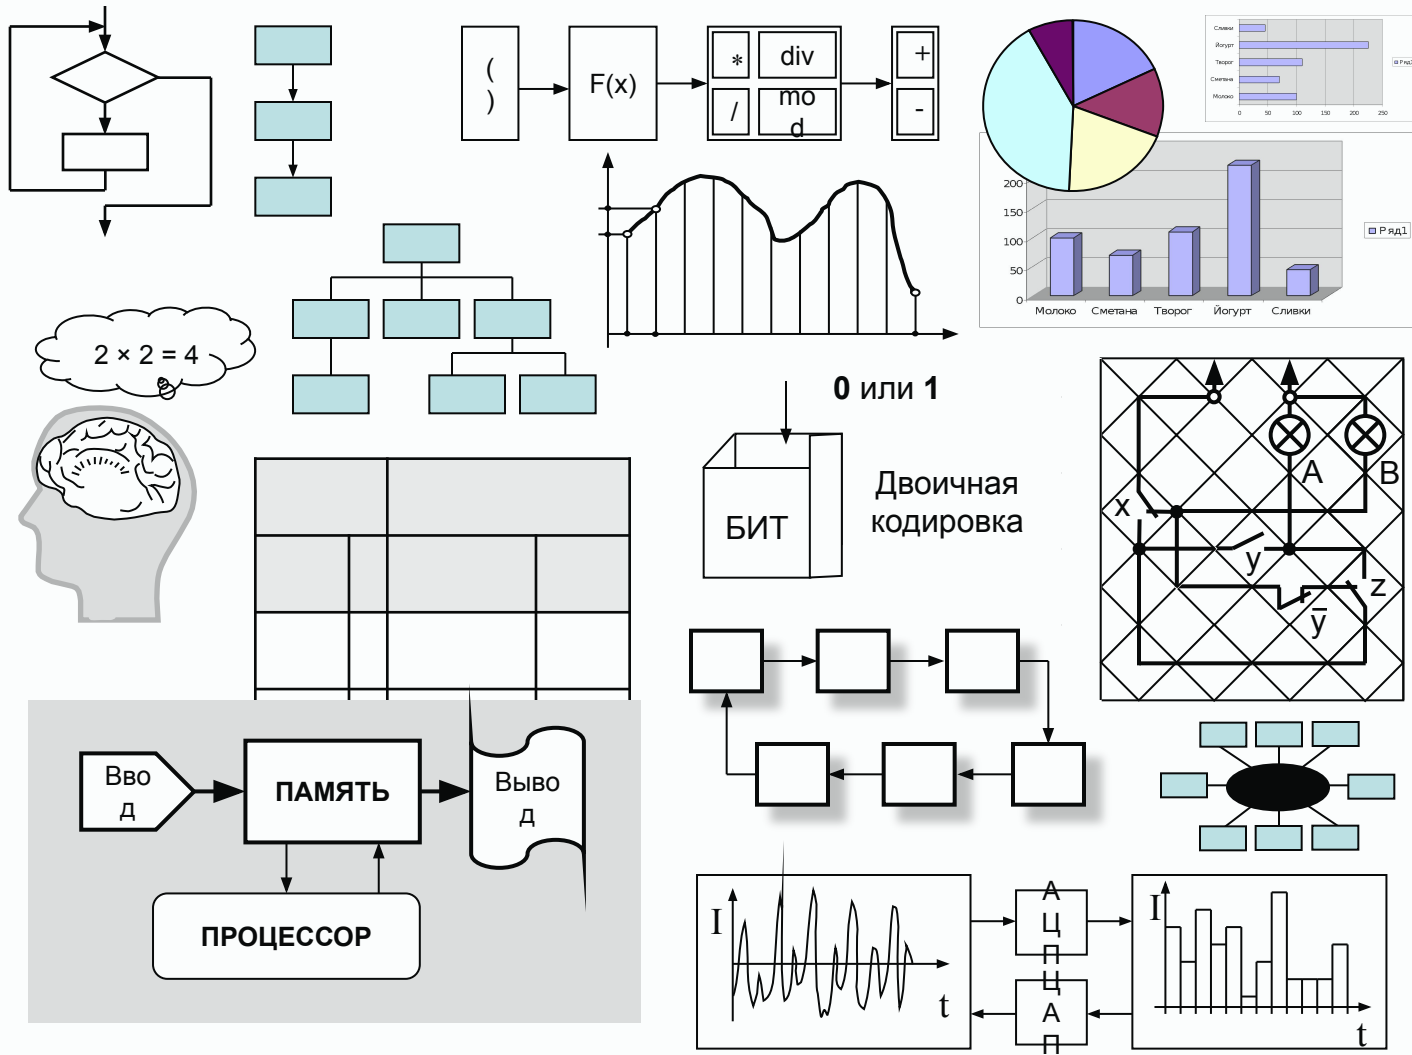 (
)
F(x)
*
div
/
mo
d
+
-
Сливки
Йогурт
Творог
Сметана
Молоко
0
50
100
150
200
250
200
150
100
50
0
Молоко
Сметана
Творог
Йогурт
Сливки
Ряд1
2 × 2 = 4
0 или 1
БИТ
Двоичная
кодировка
A
B
x
y
z
y̅
Вво
д
ПАМЯТЬ
Выво
д
ПРОЦЕССОР
I
t
А
Ц
П
Ц
А
П
I
t